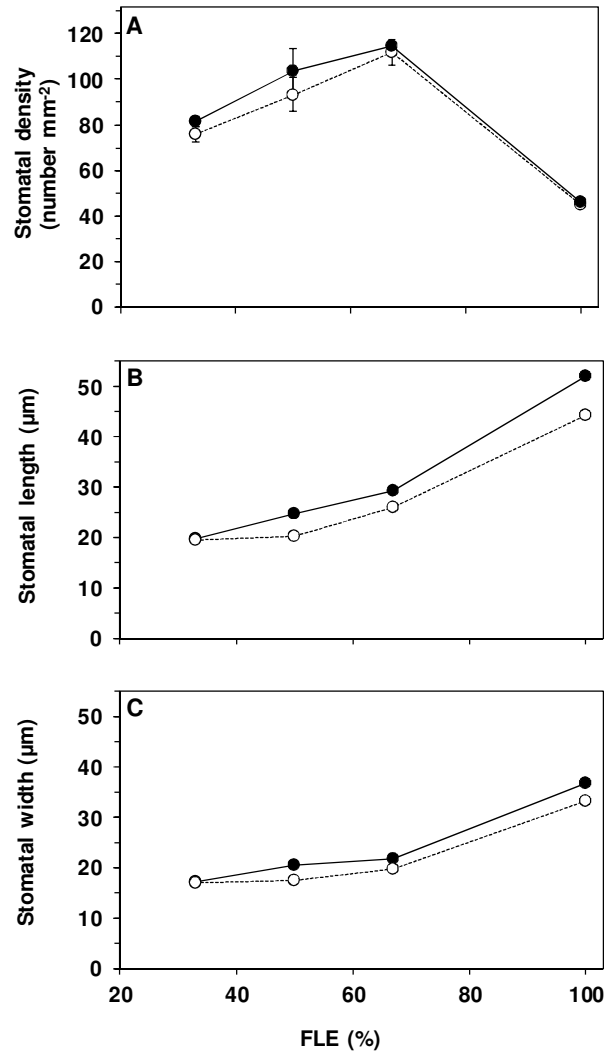 A
Stomatal density
(number mm⁻²)
120
100
80
60
40
20
0
B
Stomatal length (µm)
50
40
30
20
10
0
C
Stomatal width (µm)
50
40
30
20
10
0
20 40 60 80 100
FLE (%)